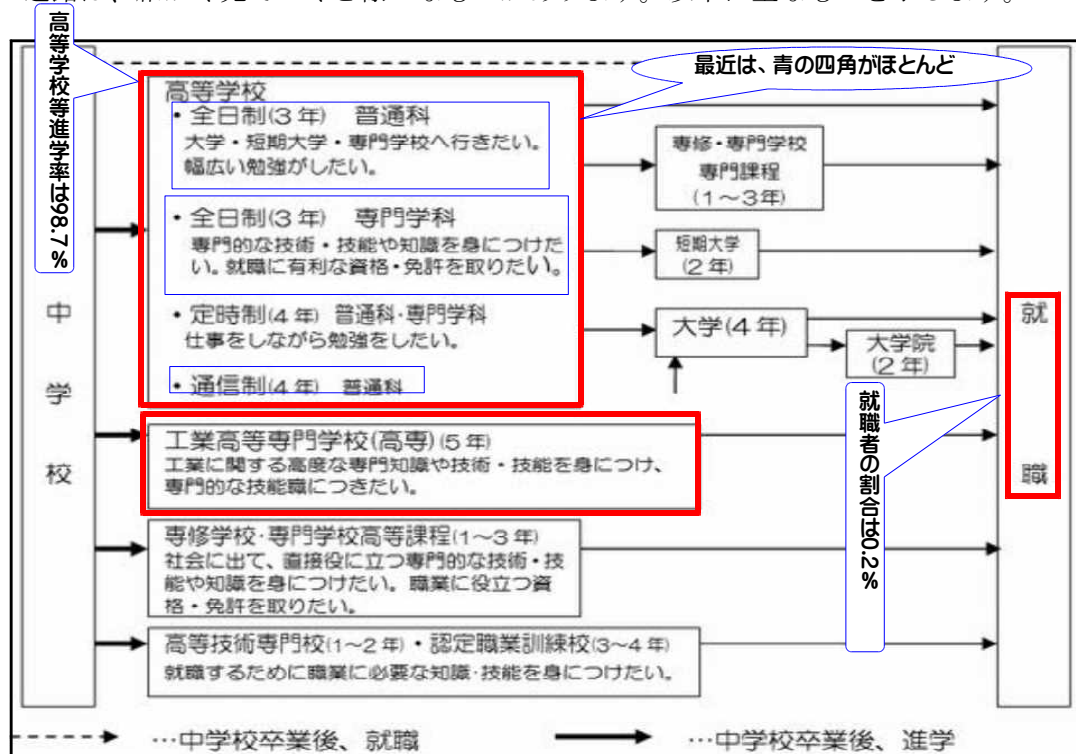 高等学校等進学率は98.7%
最近は、青の四角がほとんど
中学校
高等学校
・全日制(3年) 普通科
大学・短期大学・専門学校へ行きたい。
幅広い勉強がしたい。
・全日制(3年) 専門学科
専門的な技術・技能や知識を身につけた
い。就職に有利な資格・免許を取りたい。
・定時制(4年) 普通科・専門学科
仕事をしながら勉強をしたい。
・通信制(4年) 普通科
専修・専門学校
専門課程
(1～3年)
短期大学
(2年)
大学(4年)
大学院
(2年)
就職
就職者の割合は0.2%
工業高等専門学校(高専)(5年)
工業に関する高度な専門知識や技術・技能を身につけ、
専門的な技能職につきたい。
専修学校・専門学校高等課程(1～3年)
社会に出て、直接役に立つ専門的な技術・技
能や知識を身につけたい。職業に役立つ資
格・免許を取りたい。
高等技術専門校(1～2年)・認定職業訓練校(3～4年)
就職するために職業に必要な知識・技能を身につけたい。
…中学校卒業後、就職
…中学校卒業後、進学